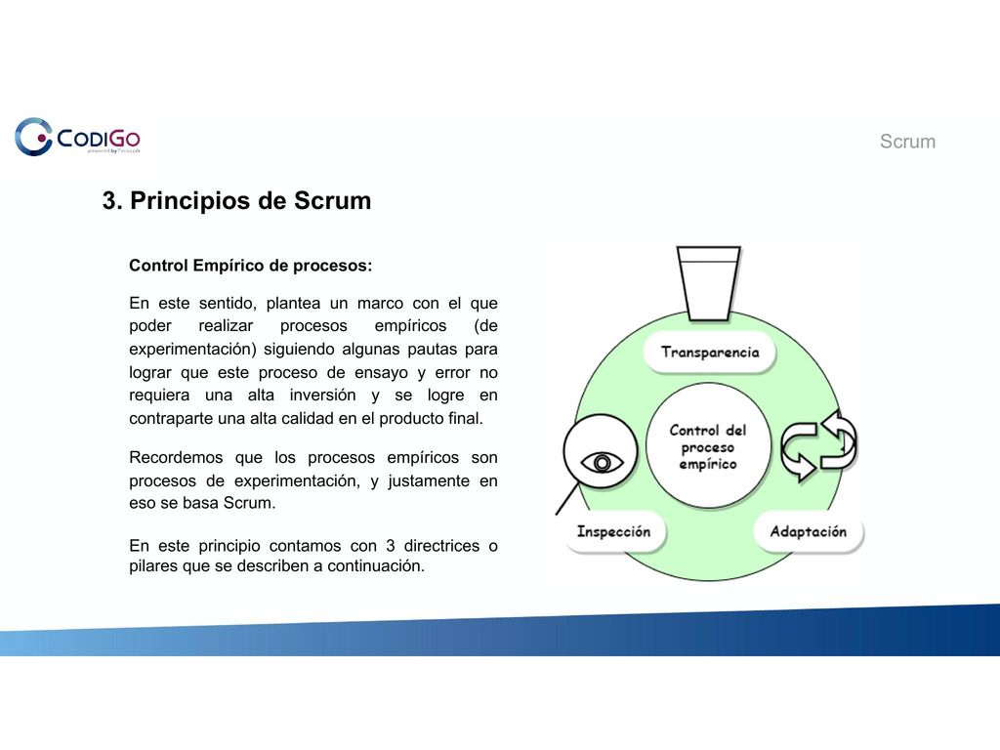 CODIGO
powered by Tecsup
Scrum
3. Principios de Scrum
Control Empírico de procesos:
En este sentido, plantea un marco con el que
poder realizar procesos empíricos (de
experimentación) siguiendo algunas pautas para
lograr que este proceso de ensayo y error no
requiera una alta inversión y se logre en
contraparte una alta calidad en el producto final.
Recordemos que los procesos empíricos son
procesos de experimentación, y justamente en
eso se basa Scrum.
En este principio contamos con 3 directrices o
pilares que se describen a continuación.
Transparencia
Control del
proceso
empírico
Inspección
Adaptación